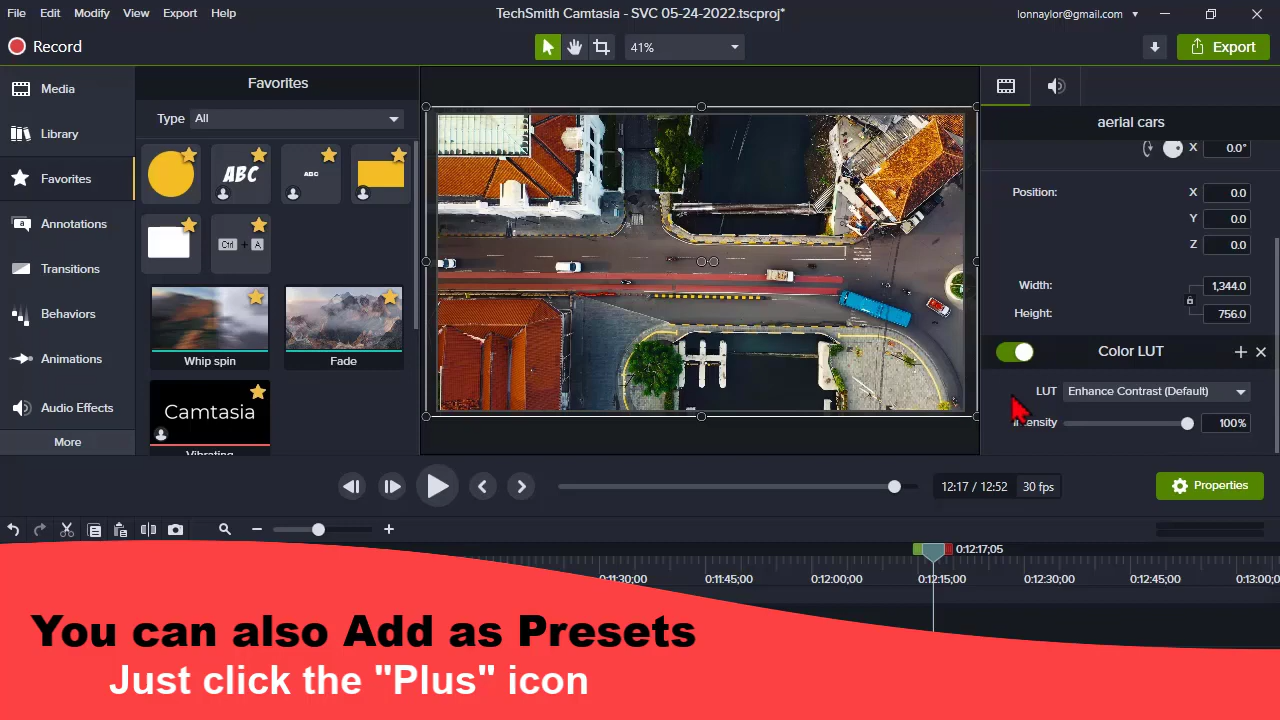 File Edit Modify View Export Help
TechSmith Camtasia - SVC 05-24-2022.tscproj*
lonnaylor@gmail.com
Record
41%
Export
Media
Library
Favorites
Annotations
Transitions
Behaviors
Animations
Audio Effects
More
Favorites
Type All
ABC
ABC
Ctrl + A
Whip spin
Fade
Camtasia
Vibrating
aerial cars
X 0.0°
Position: X 0.0
Y 0.0
Z 0.0
Width: 1,344.0
Height: 756.0
Color LUT
LUT Enhance Contrast (Default)
Intensity 100%
12:17 / 12:52 30 fps
Properties
0:12:17;05
0:11:30;00 0:11:45;00 0:12:00;00 0:12:15;00 0:12:30;00 0:12:45;00 0:13:00;0
You can also Add as Presets
Just click the "Plus" icon